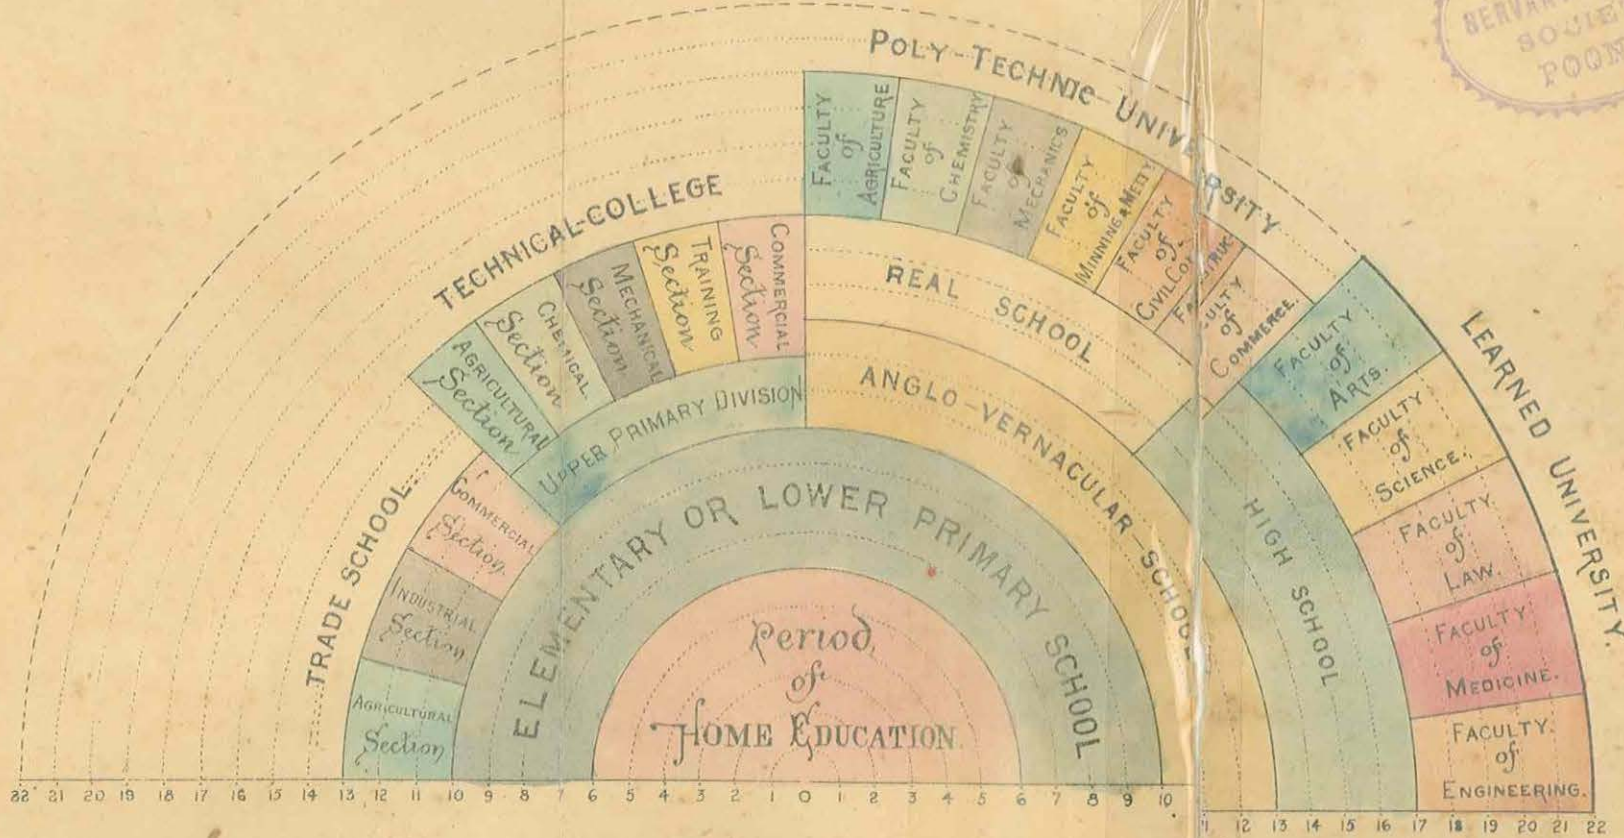 POLY-TECHNIC-UNIVERSITY
SOCIE
POON
FACULTY
of
AGRICULTURE
FACULTY
of
CHEMISTRY
FACULTY
of
MECHANICS
FACULTY
of
MINNING & METY
FACULTY
of
CIVIL CONSTRUC
FACULTY
of
COMMERCE.
TECHNICAL-COLLEGE
AGRICULTURAL
Section
CHEMICAL
Section
MECHANICAL
Section
TRAINING
Section
COMMERCIAL
Section
REAL SCHOOL
LEARNED UNIVERSITY.
FACULTY
of
ARTS.
FACULTY
of
SCIENCE.
FACULTY
of
LAW.
FACULTY
of
MEDICINE.
FACULTY.
of
ENGINEERING.
UPPER PRIMARY DIVISION
ANGLO-VERNACULAR-SCHOOL
HIGH SCHOOL
TRADE SCHOOL.
COMMERCIAL
Section
INDUSTRIAL
Section
AGRICULTURAL
Section
ELEMENTARY OR LOWER PRIMARY SCHOOL
Period
of
HOME EDUCATION
22 21 20 19 18 17 16 15 14 13 12 11 10 9 8 7 6 5 4 3 2 1 0 1 2 3 4 5 6 7 8 9 10 11 12 13 14 15 16 17 18 19 20 21 22